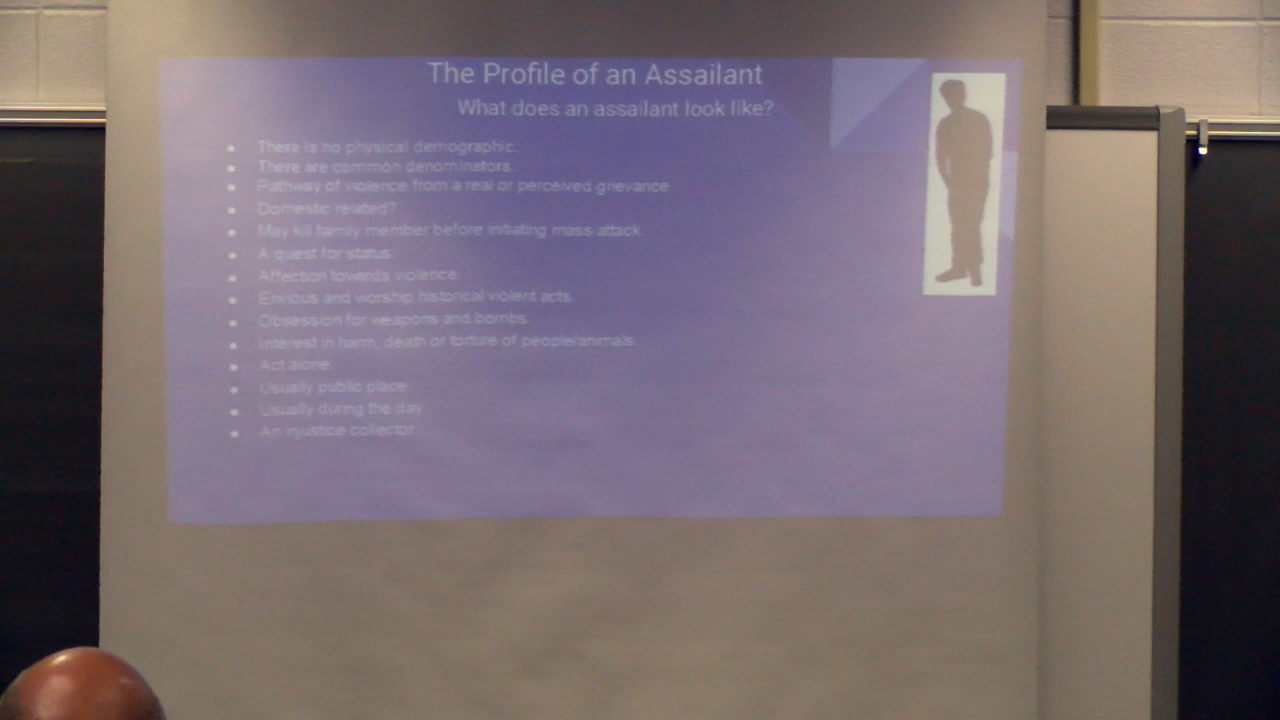 The Profile of an Assailant
What does an assailant look like?
There is no physical demographic.
There are common denominators.
Pathway of violence from a real or perceived grievance.
Domestic related?
May kill family member before initiating mass attack.
A quest for status.
Affection towards violence.
Envious and worship historical violent acts.
Obsession for weapons and bombs.
Interest in harm, death or torture of people/animals.
Act alone.
Usually public place.
Usually during the day.
An injustice collector.